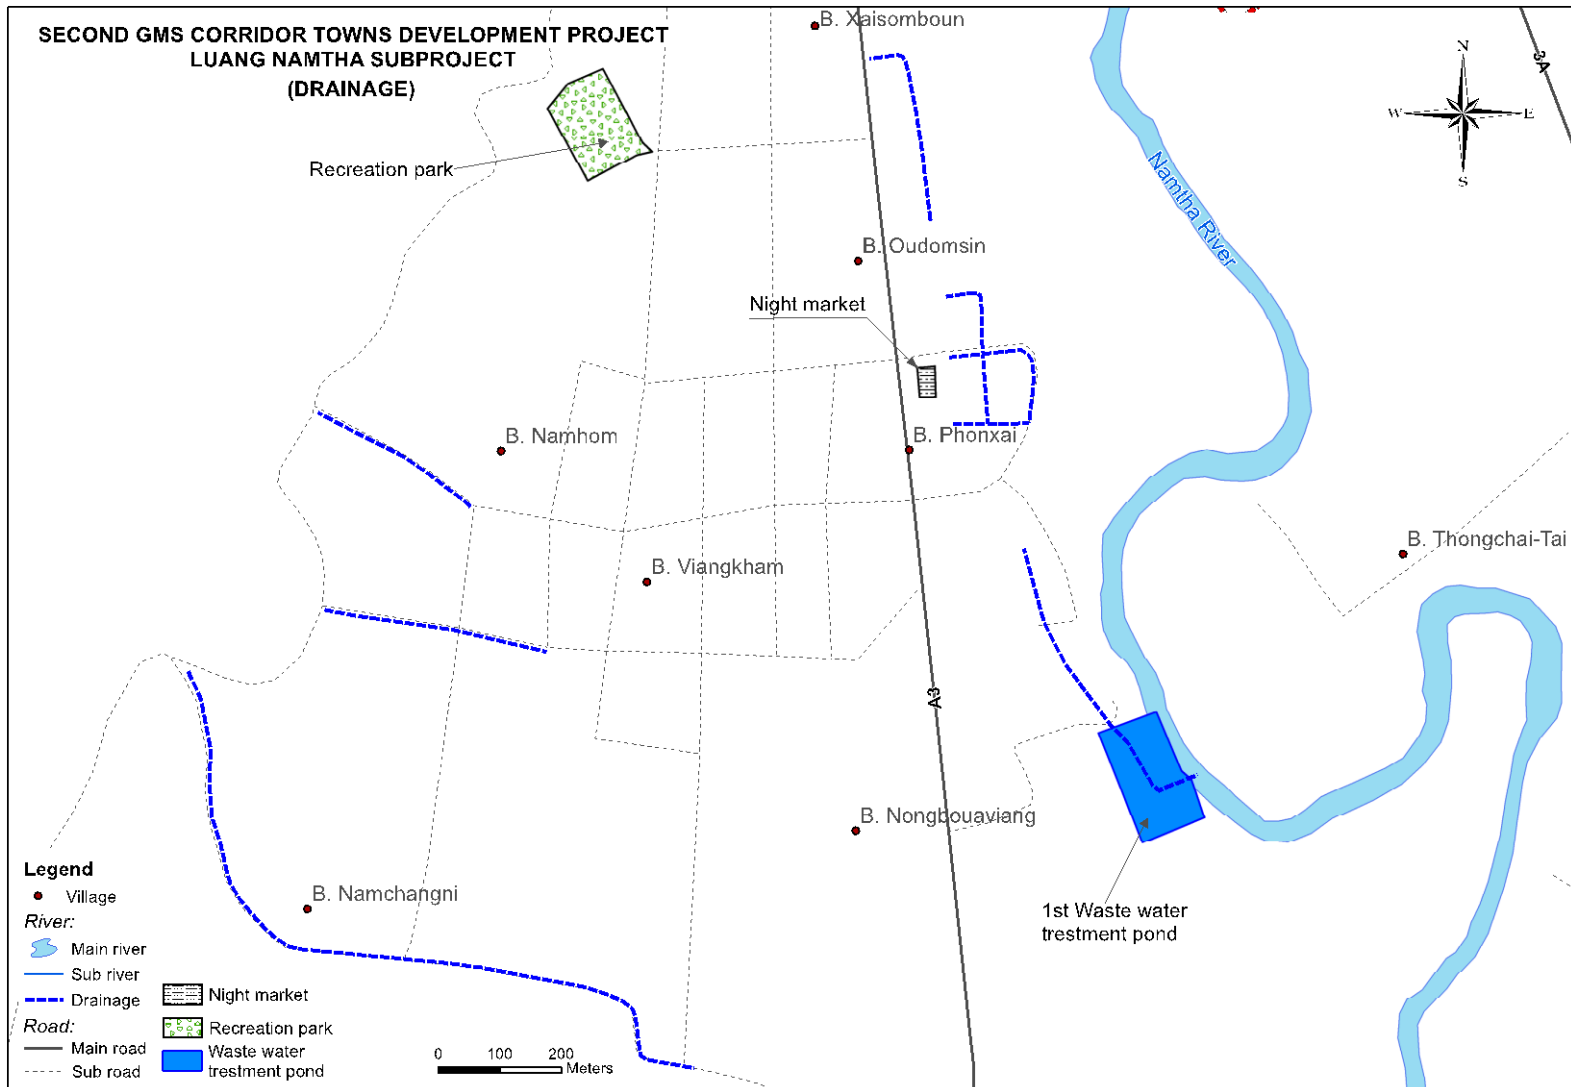 SECOND GMS CORRIDOR TOWNS DEVELOPMENT PROJECT
LUANG NAMTHA SUBPROJECT
(DRAINAGE)
B. Xaisomboun
3A
N
W
E
S
Recreation park
Namtha River
B. Oudomsin
Night market
B. Namhom
B. Phonxai
B. Thongchai-Tai
B. Viangkham
A3
B. Nongbouaviang
B. Namchangni
1st Waste water
trestment pond
Legend
Village
River:
Main river
Sub river
Drainage
Road:
Main road
Sub road
Night market
Recreation park
Waste water
trestment pond
0 100 200
Meters